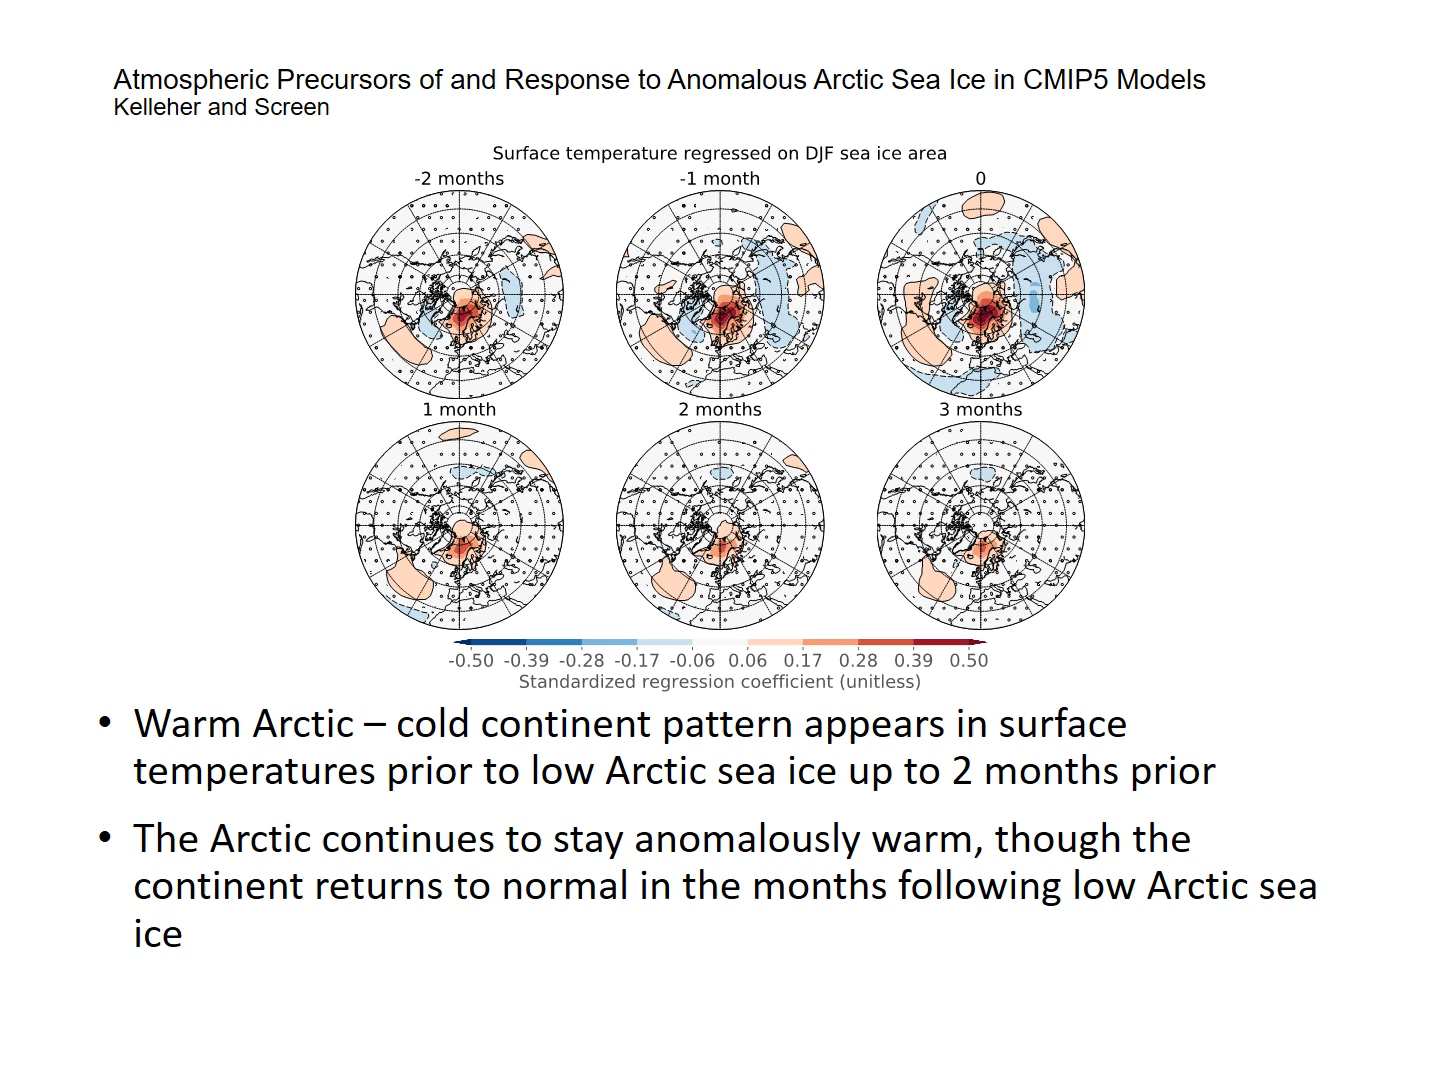 Atmospheric Precursors of and Response to Anomalous Arctic Sea Ice in CMIP5 Models
Kelleher and Screen
Surface temperature regressed on DJF sea ice area
-2 months -1 month 0
1 month 2 months 3 months
-0.50 -0.39 -0.28 -0.17 -0.06 0.06 0.17 0.28 0.39 0.50
Standardized regression coefficient (unitless)
• Warm Arctic – cold continent pattern appears in surface
temperatures prior to low Arctic sea ice up to 2 months prior
• The Arctic continues to stay anomalously warm, though the
continent returns to normal in the months following low Arctic sea
ice